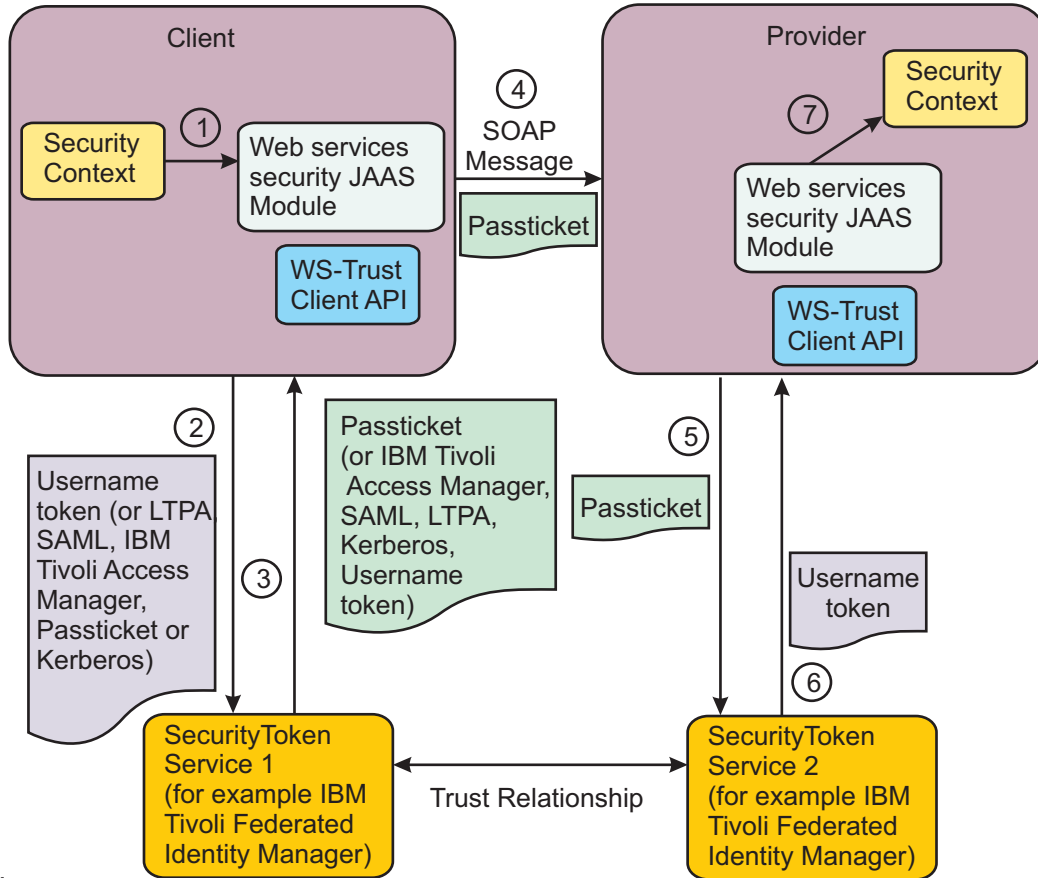 Client
Security
Context
1
Web services
security JAAS
Module
WS-Trust
Client API
4
SOAP
Message
Passticket
Provider
Security
Context
7
Web services
security JAAS
Module
WS-Trust
Client API
2
Username
token (or LTPA,
SAML, IBM
Tivoli Access
Manager,
Passticket or
Kerberos)
3
Passticket
(or IBM Tivoli
Access Manager,
SAML, LTPA,
Kerberos,
Username
token)
5
Passticket
Username
token
6
SecurityToken
Service 1
(for example IBM
Tivoli Federated
Identity Manager)
Trust Relationship
SecurityToken
Service 2
(for example IBM
Tivoli Federated
Identity Manager)